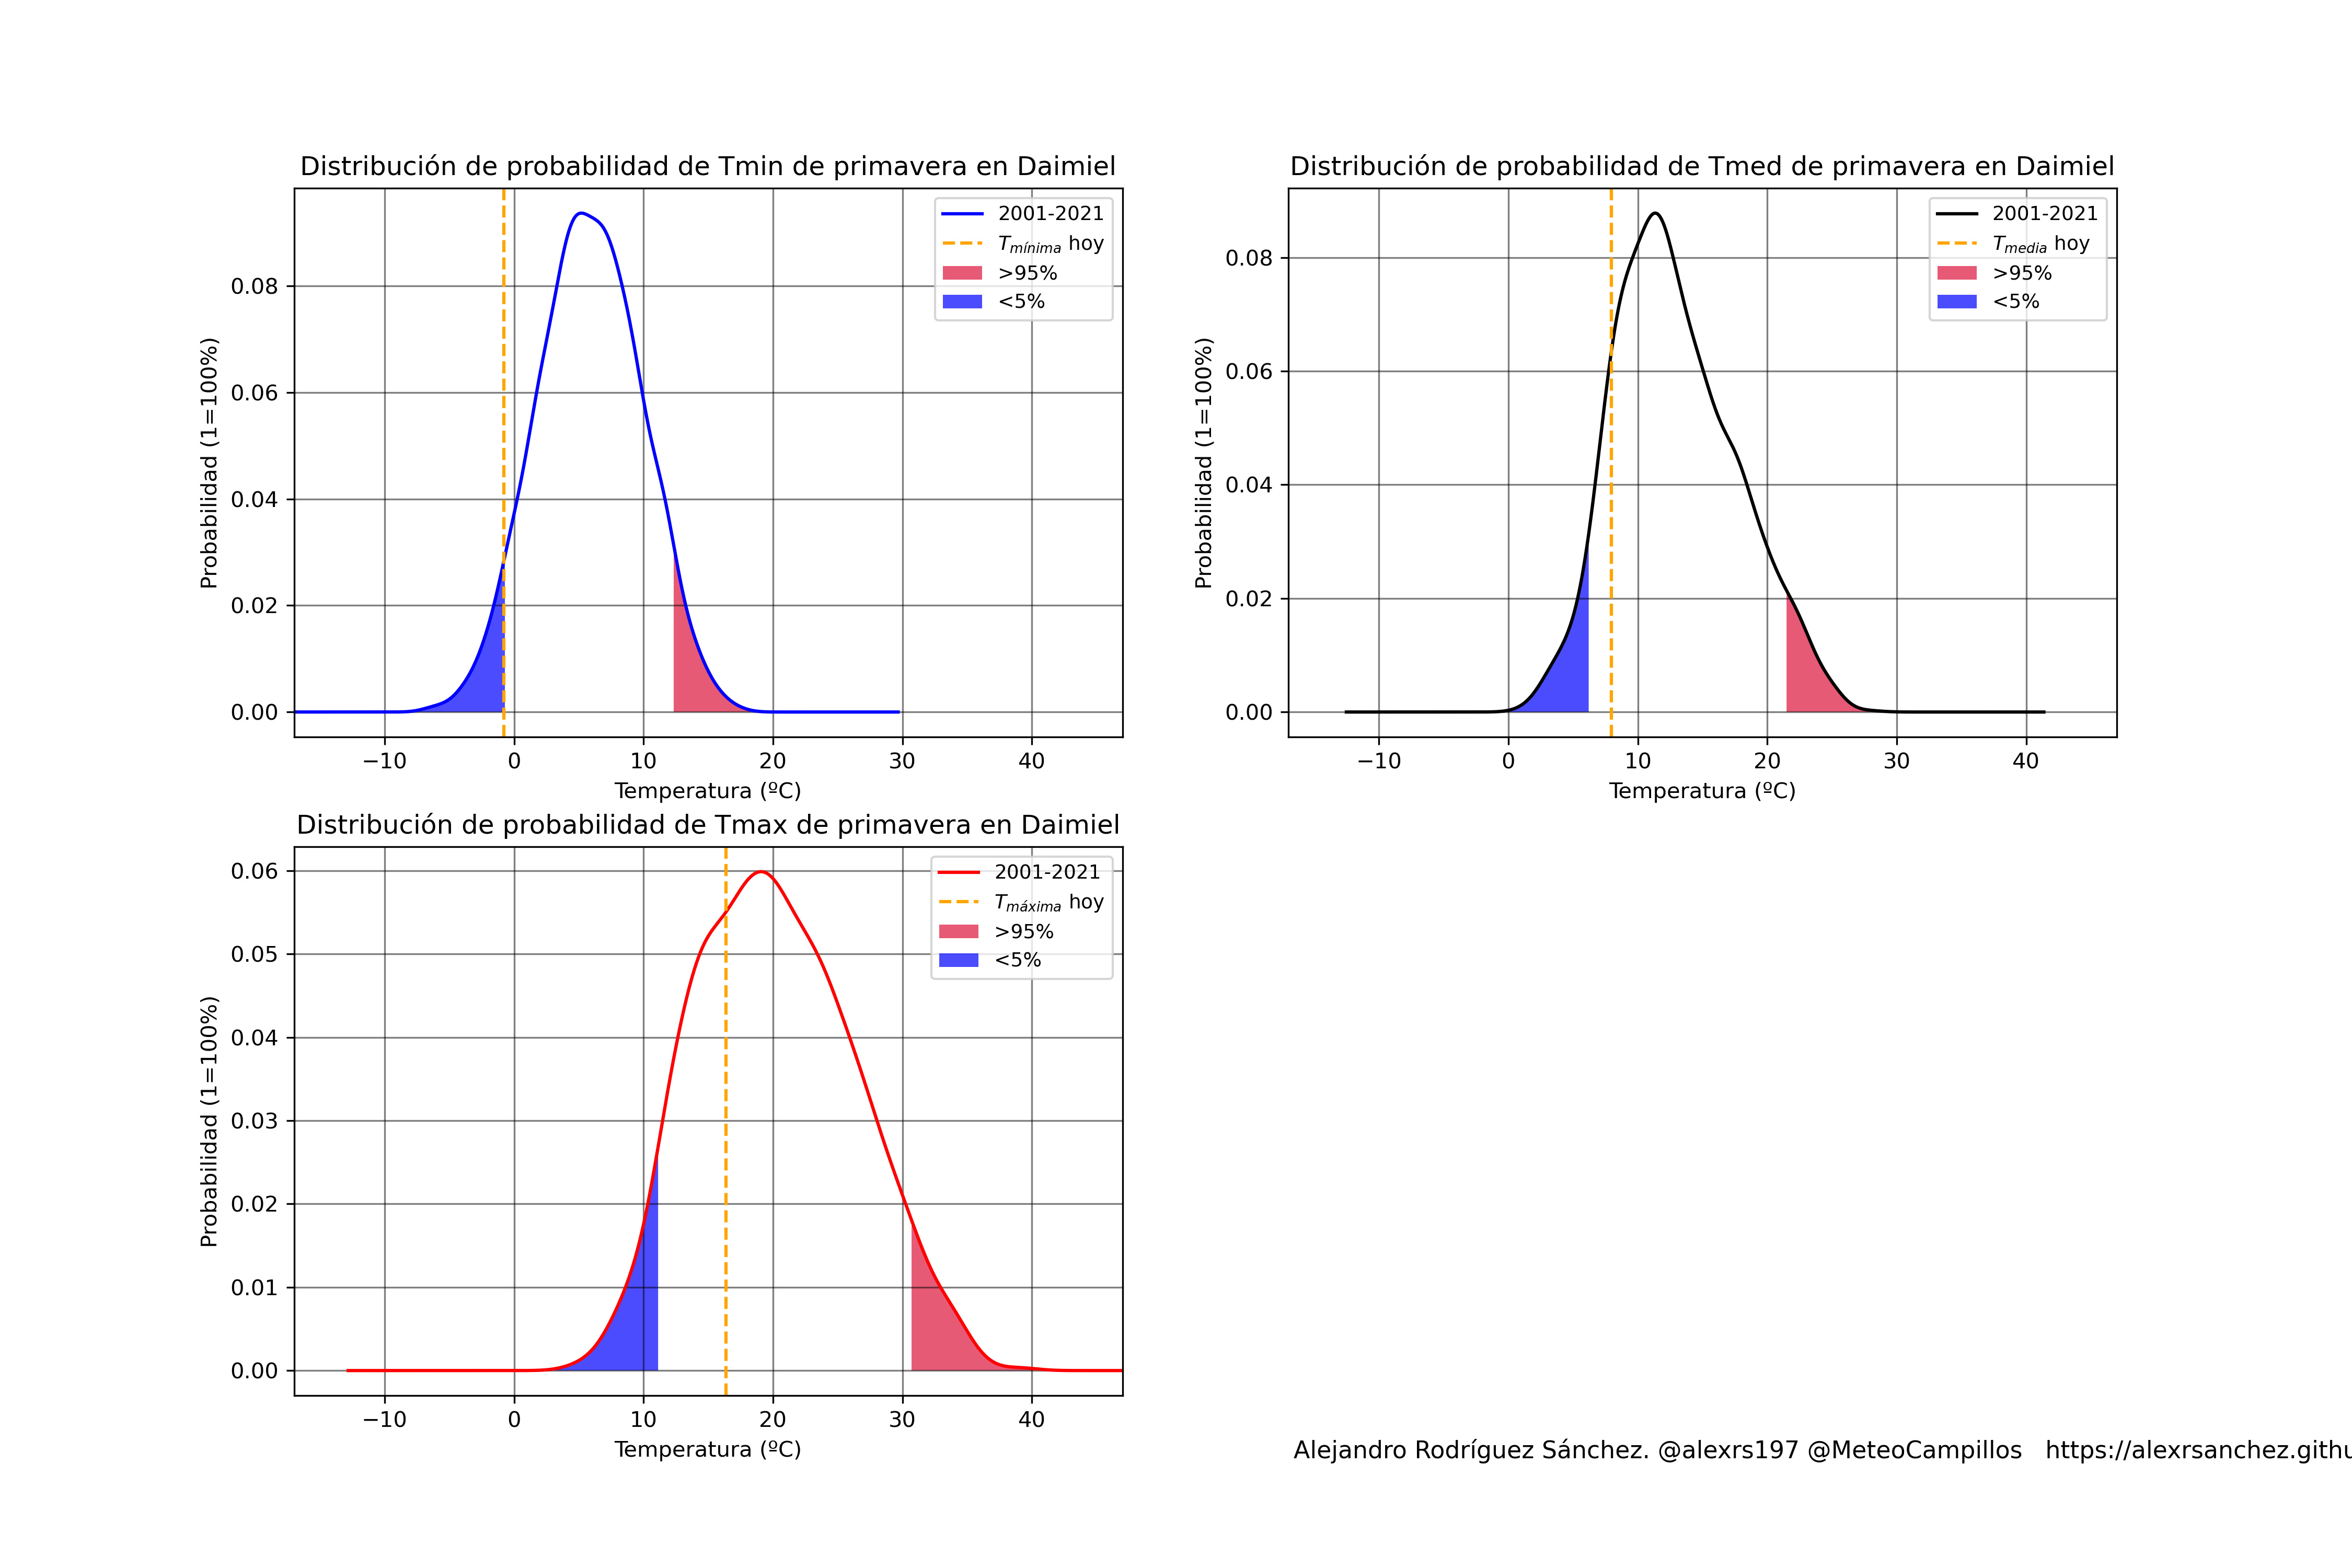 Distribución de probabilidad de Tmin de primavera en Daimiel
2001-2021
Tmínima hoy
>95%
<5%
Probabilidad (1=100%)
0.08
0.06
0.04
0.02
0.00
−10 0 10 20 30 40
Temperatura (ºC)
Distribución de probabilidad de Tmed de primavera en Daimiel
2001-2021
Tmedia hoy
>95%
<5%
Probabilidad (1=100%)
0.08
0.06
0.04
0.02
0.00
−10 0 10 20 30 40
Temperatura (ºC)
Distribución de probabilidad de Tmax de primavera en Daimiel
2001-2021
Tmáxima hoy
>95%
<5%
Probabilidad (1=100%)
0.06
0.05
0.04
0.03
0.02
0.01
0.00
−10 0 10 20 30 40
Temperatura (ºC)
Alejandro Rodríguez Sánchez. @alexrs197 @MeteoCampillos https://alexrsanchez.githu